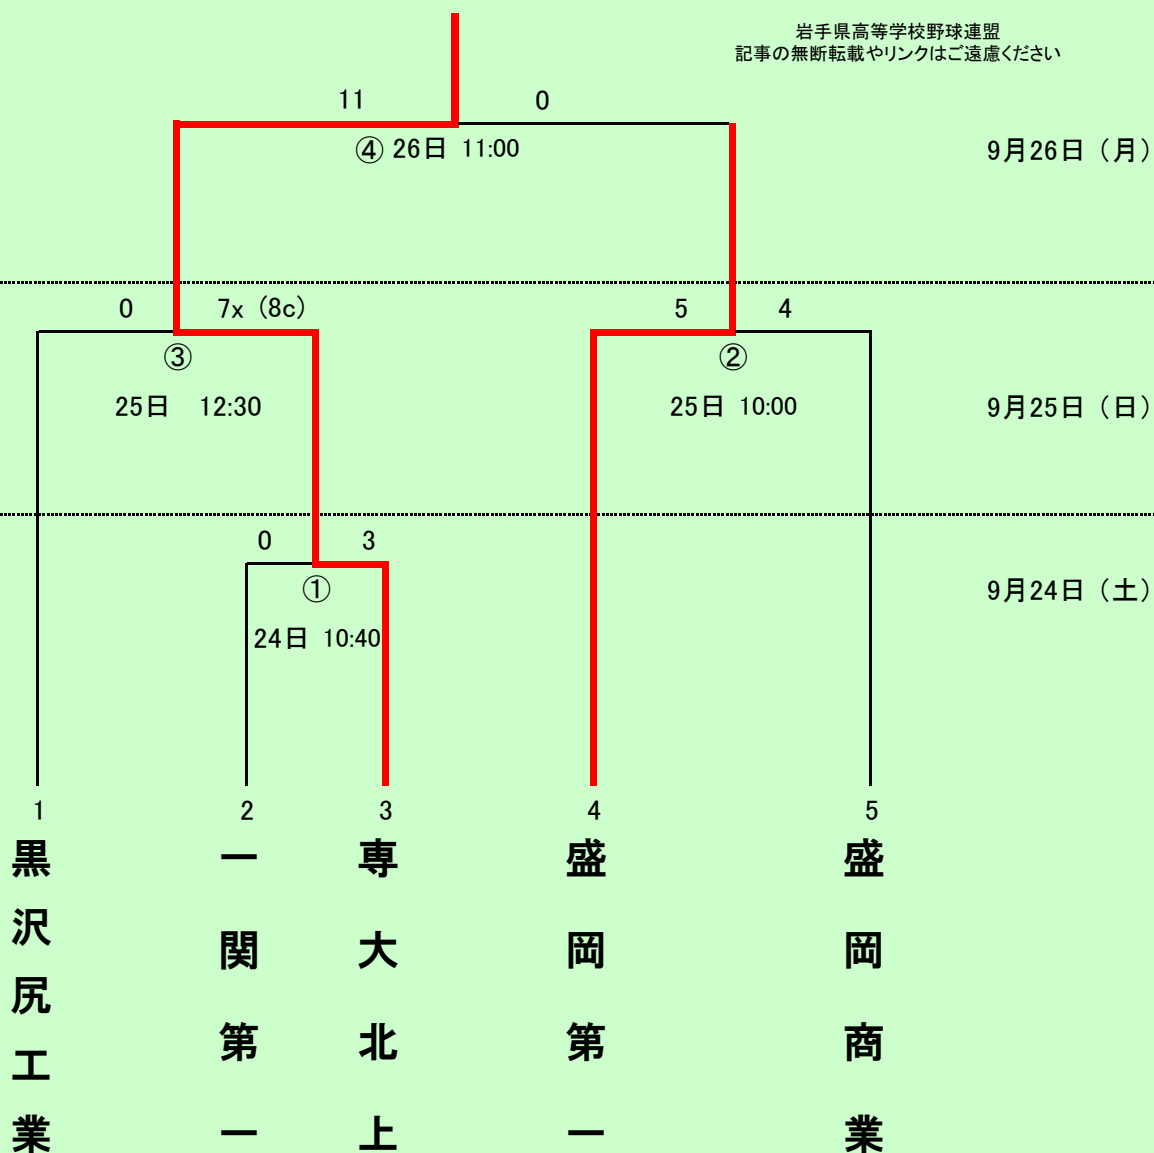 岩手県高等学校野球連盟
記事の無断転載やリンクはご遠慮ください
11 0
④ 26日 11:00
9月26日（月）
0 7x（8c） 5 4
③ ②
25日 12:30 25日 10:00 9月25日（日）
0 3
①
9月24日（土）
24日 10:40
1 2 3 4 5
黒沢尻工業
一関第一
専大北上
盛岡第一
盛岡商業